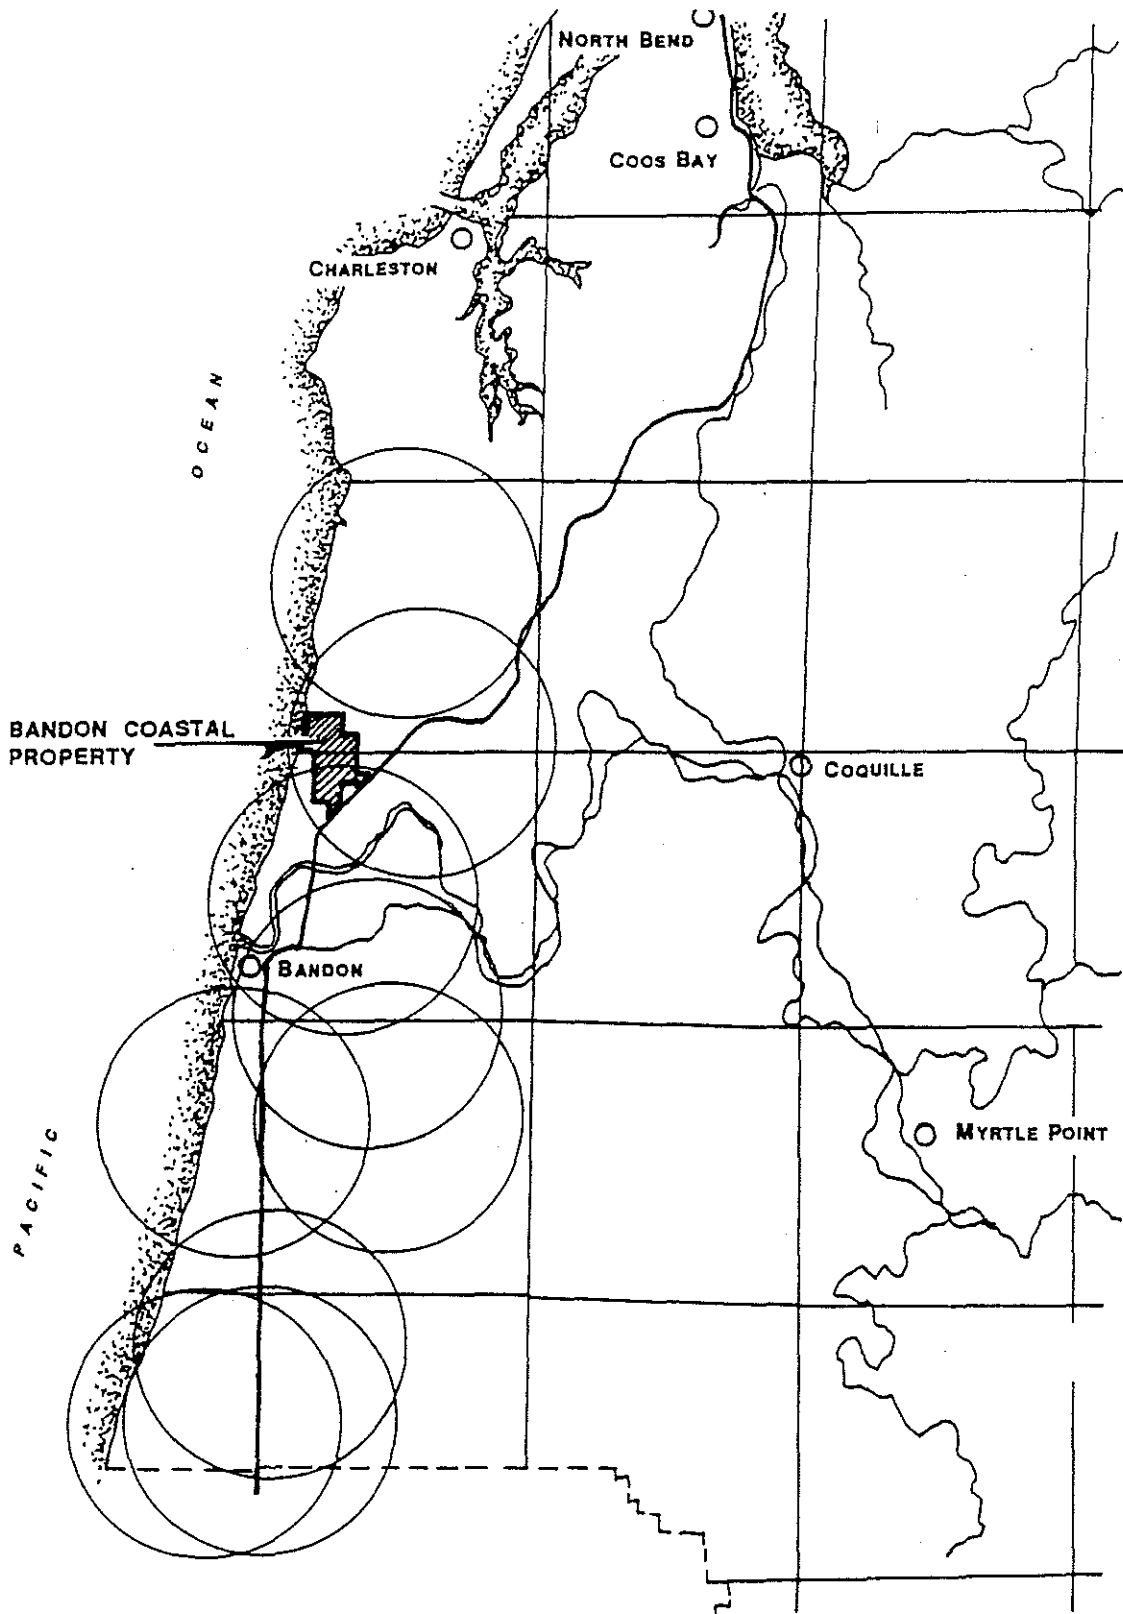 NORTH BEND
COOS BAY
CHARLESTON
OCEAN
BANDON COASTAL
PROPERTY
COQUILLE
BANDON
MYRTLE POINT
PACIFIC